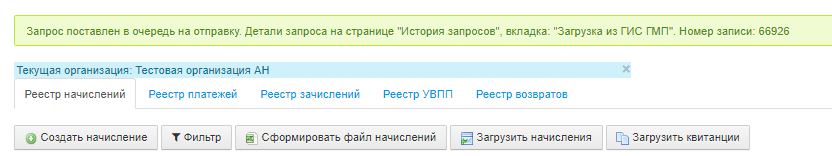 Запрос поставлен в очередь на отправку. Детали запроса на странице "История запросов", вкладка: "Загрузка из ГИС ГМП". Номер записи: 66926
Текущая организация: Тестовая организация АН
Реестр начислений Реестр платежей Реестр зачислений Реестр УВПП Реестр возвратов
Создать начисление Фильтр Сформировать файл начислений Загрузить начисления Загрузить квитанции